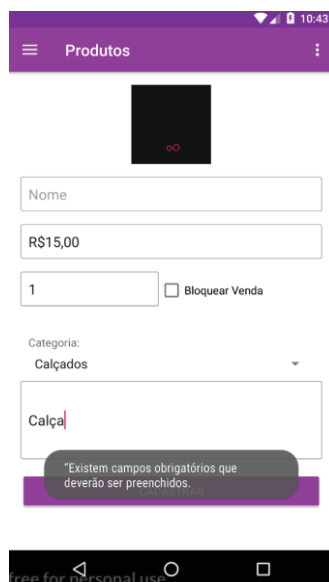 10:43
Produtos
Nome
R$15,00
1
Bloquear Venda
Categoria:
Calçados
Calça
"Existem campos obrigatórios que
deverão ser preenchidos.
CADASTRAR
free for personal use